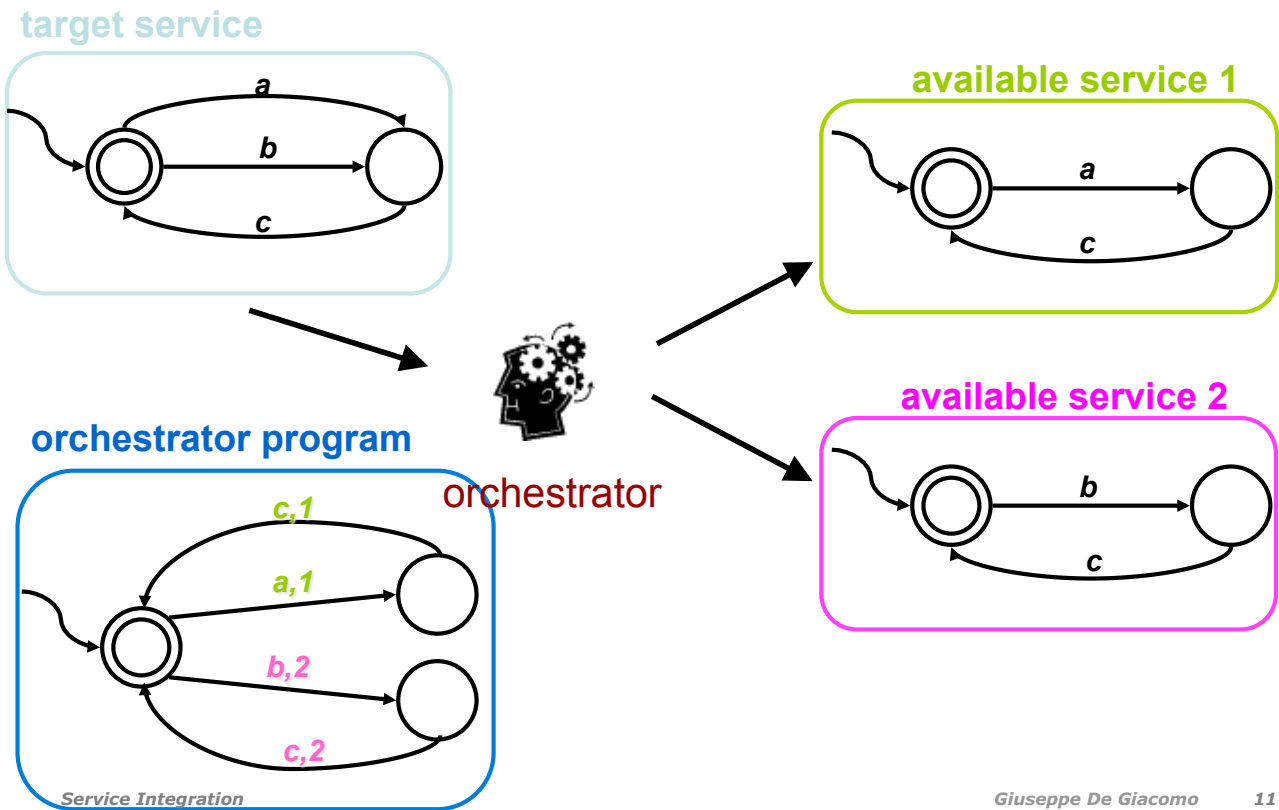 target service
a
b
c
available service 1
a
c
available service 2
b
c
orchestrator
orchestrator program
c,1
a,1
b,2
c,2
Service Integration
Giuseppe De Giacomo 11